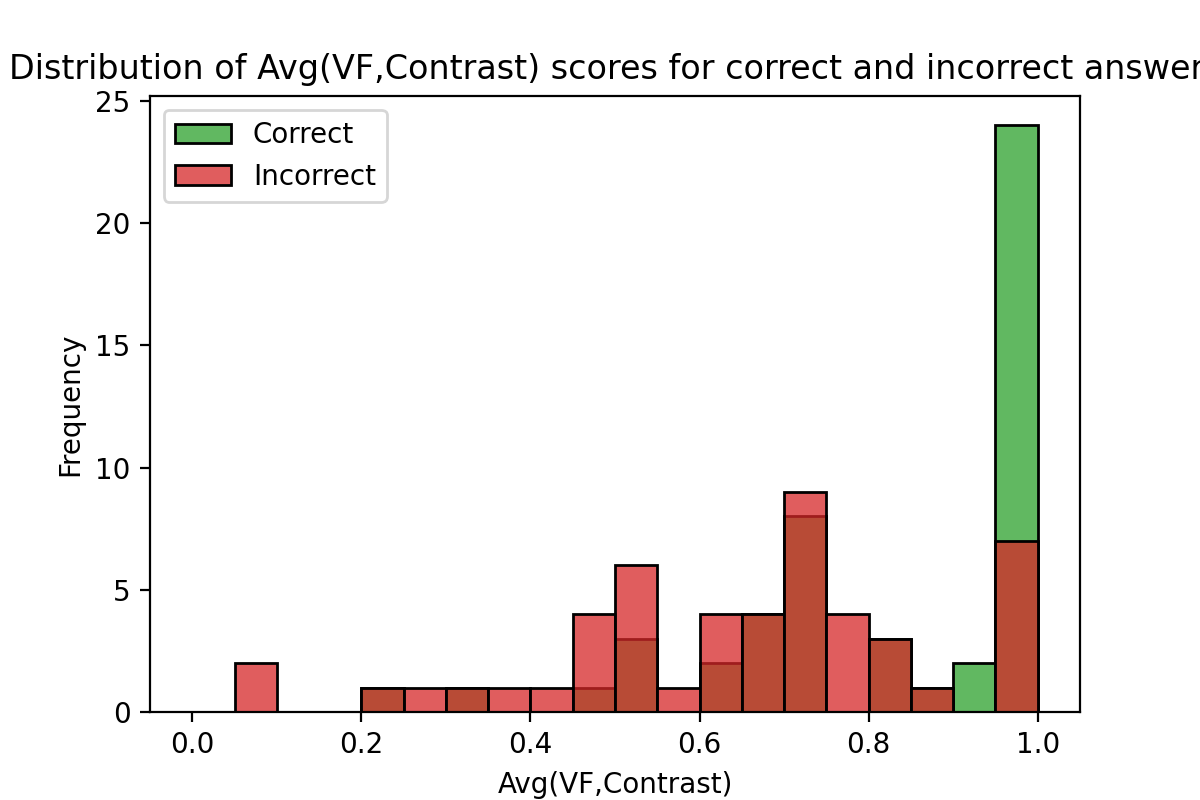 Distribution of Avg(VF,Contrast) scores for correct and incorrect answer
25
20
15
10
5
0
Frequency
Correct
Incorrect
0.0 0.2 0.4 0.6 0.8 1.0
Avg(VF,Contrast)